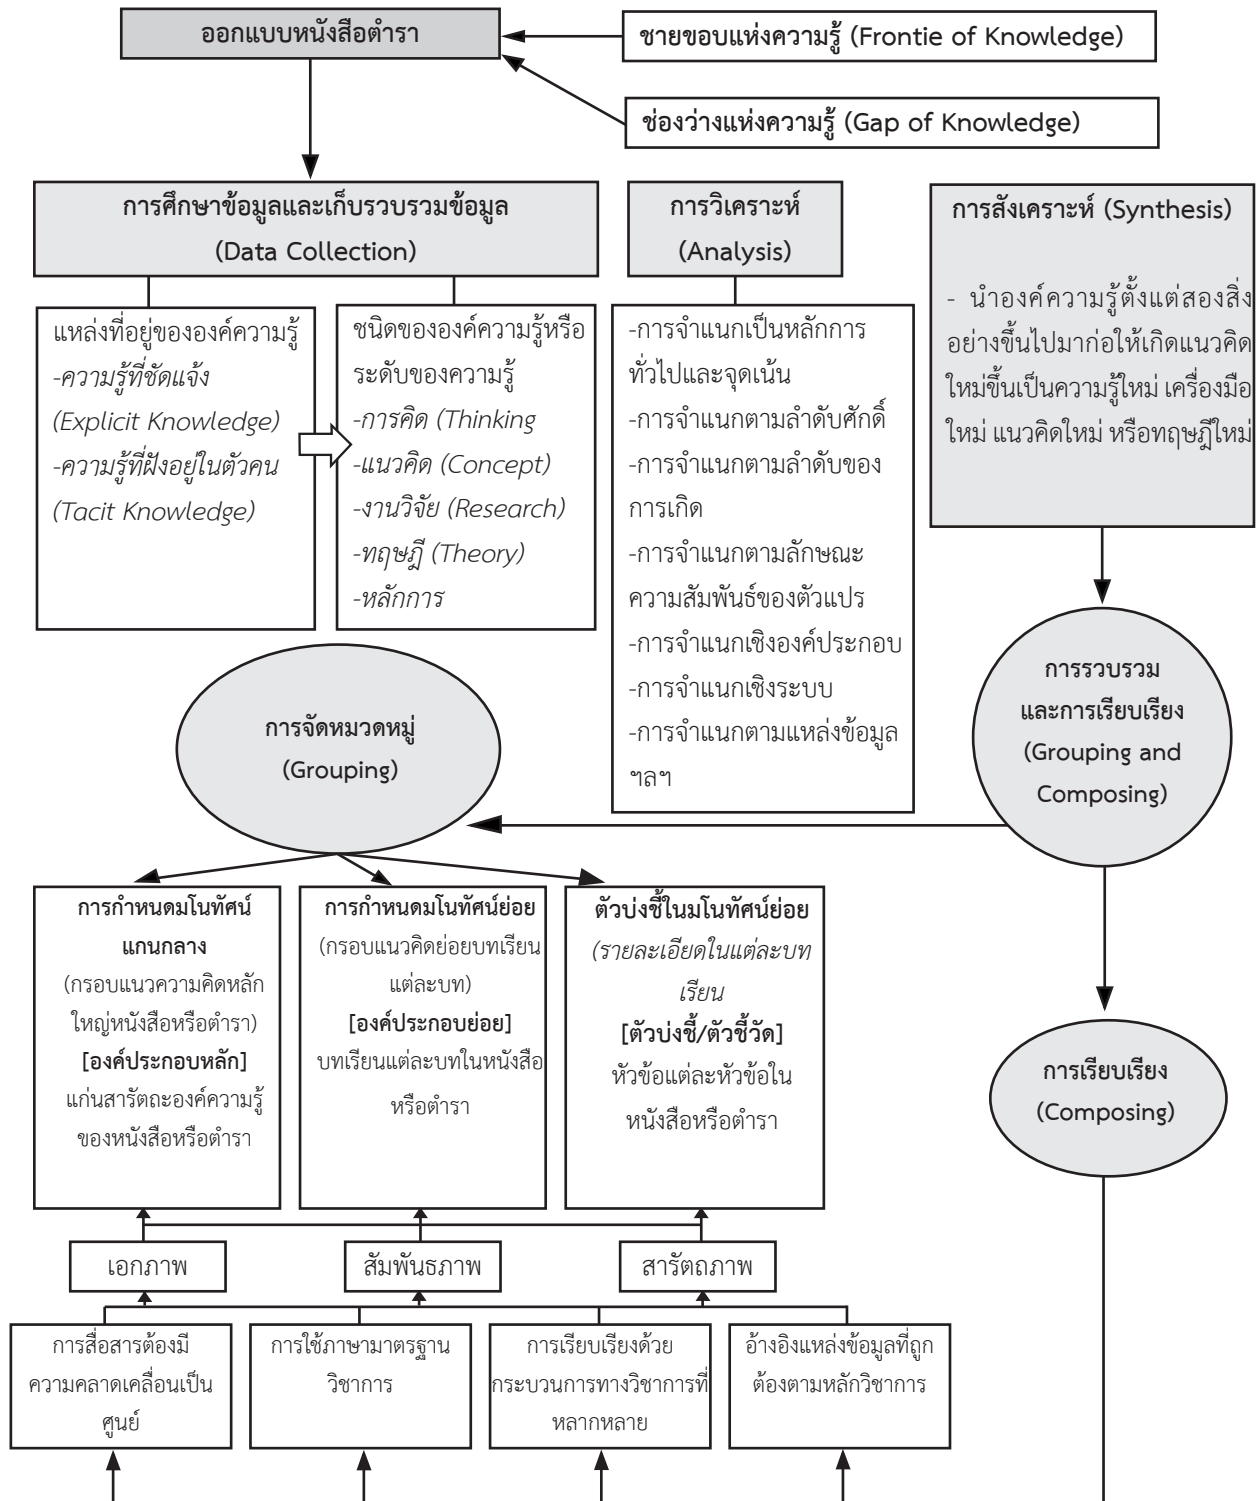 ออกแบบหนังสือตำรา
ชายขอบแห่งความรู้ (Frontie of Knowledge)
ช่องว่างแห่งความรู้ (Gap of Knowledge)
การศึกษาข้อมูลและเก็บรวบรวมข้อมูล
(Data Collection)
แหล่งที่อยู่ขององค์ความรู้
-ความรู้ที่ชัดแจ้ง
(Explicit Knowledge)
-ความรู้ที่ฝังอยู่ในตัวคน
(Tacit Knowledge)
ชนิดขององค์ความรู้หรือ
ระดับของความรู้
-การคิด (Thinking
-แนวคิด (Concept)
-งานวิจัย (Research)
-ทฤษฎี (Theory)
-หลักการ
การวิเคราะห์
(Analysis)
-การจำแนกเป็นหลักการ
ทั่วไปและจุดเน้น
-การจำแนกตามลำดับศักดิ์
-การจำแนกตามลำดับของ
การเกิด
-การจำแนกตามลักษณะ
ความสัมพันธ์ของตัวแปร
-การจำแนกเชิงองค์ประกอบ
-การจำแนกเชิงระบบ
-การจำแนกตามแหล่งข้อมูล
ฯลฯ
การสังเคราะห์ (Synthesis)
- นำองค์ความรู้ตั้งแต่สองสิ่ง
อย่างขึ้นไปมาก่อให้เกิดแนวคิด
ใหม่ขึ้นเป็นความรู้ใหม่ เครื่องมือ
ใหม่ แนวคิดใหม่ หรือทฤษฎีใหม่
การรวบรวม
และการเรียบเรียง
(Grouping and
Composing)
การจัดหมวดหมู่
(Grouping)
การกำหนดมโนทัศน์
แกนกลาง
(กรอบแนวความคิดหลัก
ใหญ่หนังสือหรือตำรา)
[องค์ประกอบหลัก]
แก่นสารัตถะองค์ความรู้
ของหนังสือหรือตำรา
การกำหนดมโนทัศน์ย่อย
(กรอบแนวคิดย่อยบทเรียน
แต่ละบท)
[องค์ประกอบย่อย]
บทเรียนแต่ละบทในหนังสือ
หรือตำรา
ตัวบ่งชี้ในมโนทัศน์ย่อย
(รายละเอียดในแต่ละบท
เรียน
[ตัวบ่งชี้/ตัวชี้วัด]
หัวข้อแต่ละหัวข้อใน
หนังสือหรือตำรา
การเรียบเรียง
(Composing)
เอกภาพ
สัมพันธภาพ
สารัตถภาพ
การสื่อสารต้องมี
ความคลาดเคลื่อนเป็น
ศูนย์
การใช้ภาษามาตรฐาน
วิชาการ
การเรียบเรียงด้วย
กระบวนการทางวิชาการที่
หลากหลาย
อ้างอิงแหล่งข้อมูลที่ถูก
ต้องตามหลักวิชาการ